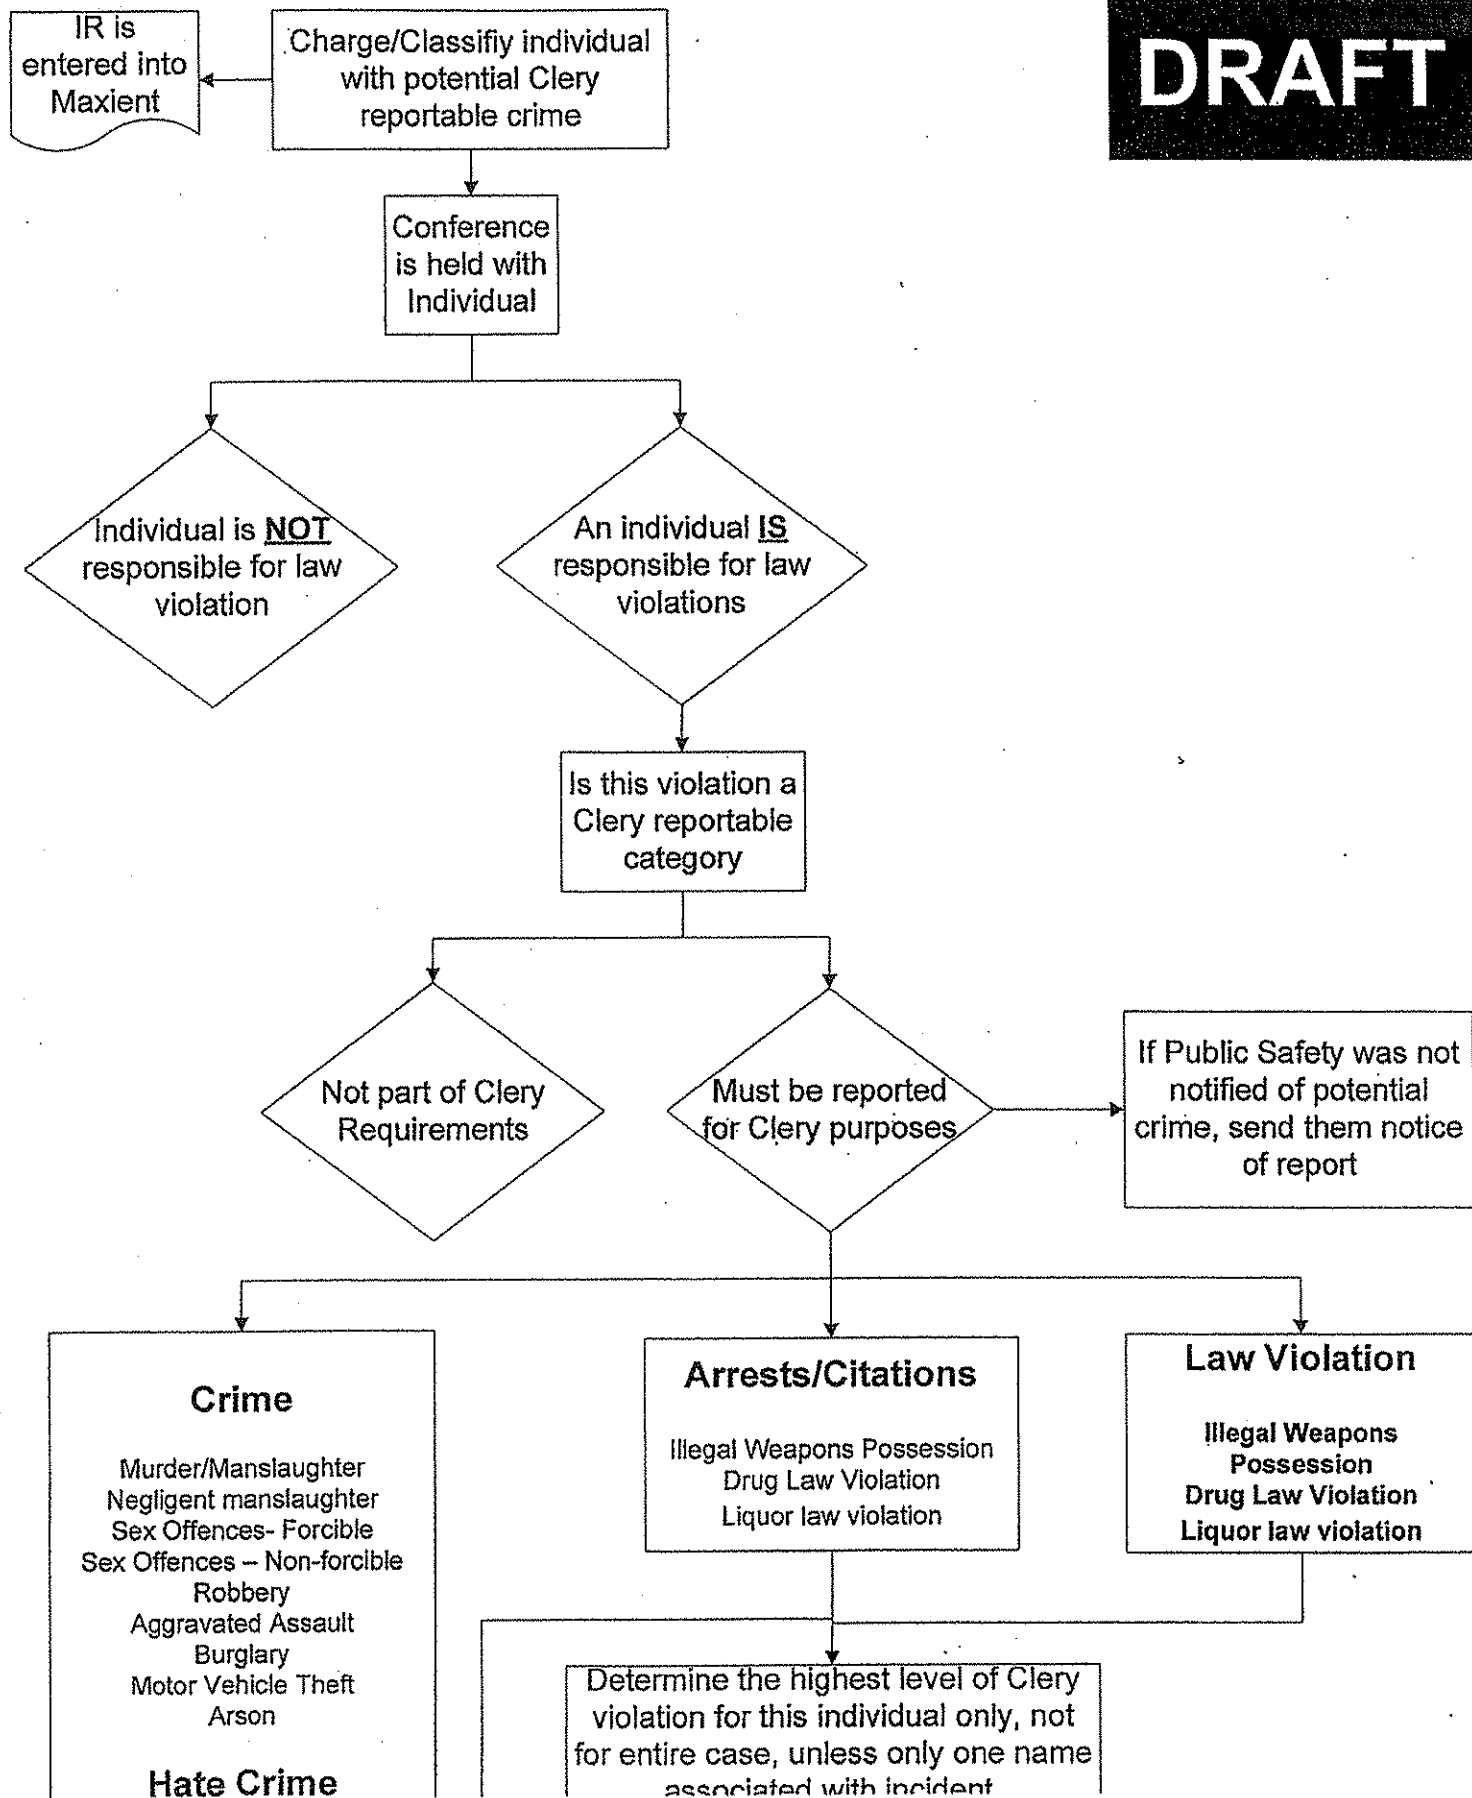 IR is
entered into
Maxient
Charge/Classifiy individual
with potential Clery
reportable crime
DRAFT
Conference
is held with
Individual
Individual is NOT
responsible for law
violation
An individual IS
responsible for law
violations
Is this violation a
Clery reportable
category
Not part of Clery
Requirements
Must be reported
for Clery purposes
If Public Safety was not
notified of potential
crime, send them notice
of report
Crime
Murder/Manslaughter
Negligent manslaughter
Sex Offences- Forcible
Sex Offences – Non-forcible
Robbery
Aggravated Assault
Burglary
Motor Vehicle Theft
Arson
Hate Crime
Arrests/Citations
Illegal Weapons Possession
Drug Law Violation
Liquor law violation
Law Violation
Illegal Weapons
Possession
Drug Law Violation
Liquor law violation
Determine the highest level of Clery
violation for this individual only, not
for entire case, unless only one name
associated with incident